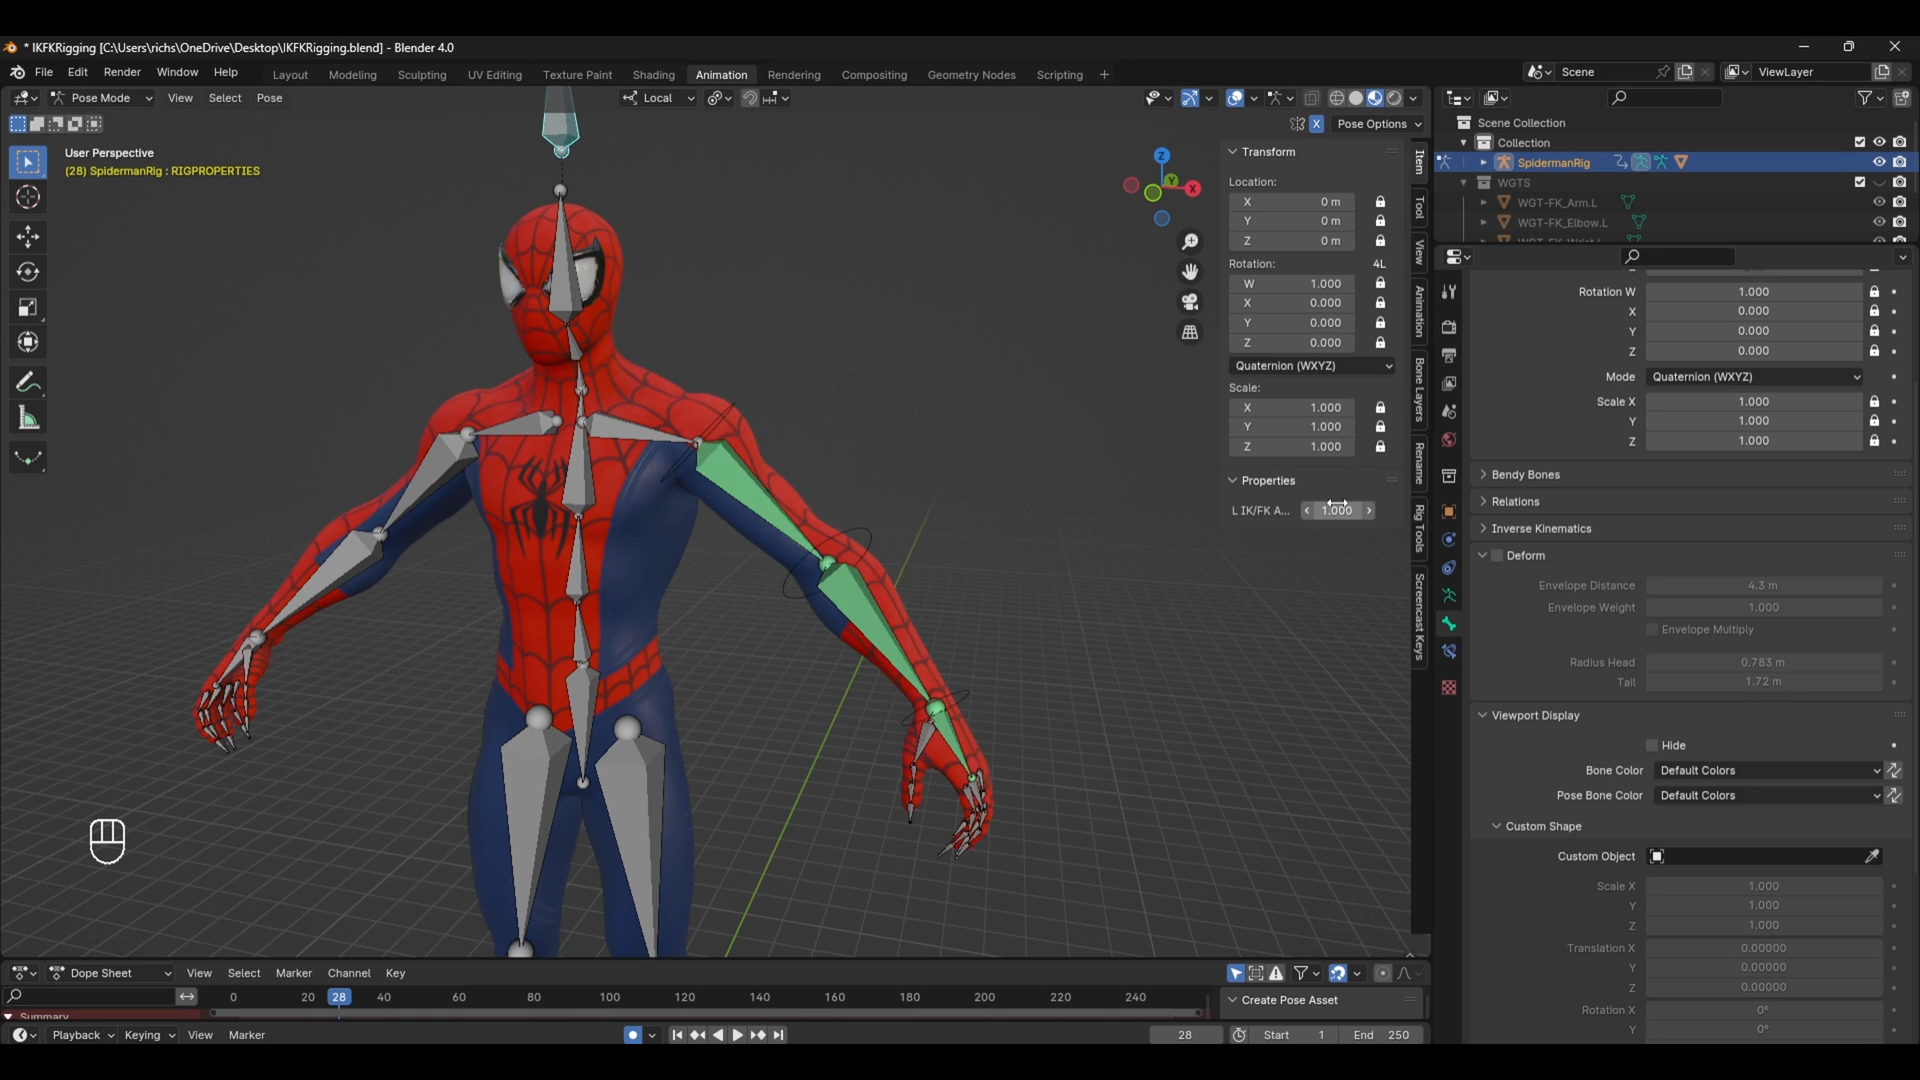 * IKFKRigging [C:\Users\richs\OneDrive\Desktop\IKFKRigging.blend] - Blender 4.0
File Edit Render Window Help Layout Modeling Sculpting UV Editing Texture Paint Shading Animation Rendering Compositing Geometry Nodes Scripting + Scene ViewLayer
Pose Mode View Select Pose Local
X Pose Options
User Perspective
(28) SpidermanRig : RIGPROPERTIES
Z
Y
X
Transform
Location:
X 0 m
Y 0 m
Z 0 m
Rotation: 4L
W 1.000
X 0.000
Y 0.000
Z 0.000
Quaternion (WXYZ)
Scale:
X 1.000
Y 1.000
Z 1.000
Properties
L IK/FK A... 1.000
Item
Tool
View
Animation
Bone Layers
Rename
Rig Tools
Screencast Keys
Scene Collection
Collection
SpidermanRig
WGTS
WGT-FK_Arm.L
WGT-FK_Elbow.L
Rotation W 1.000
X 0.000
Y 0.000
Z 0.000
Mode Quaternion (WXYZ)
Scale X 1.000
Y 1.000
Z 1.000
Bendy Bones
Relations
Inverse Kinematics
Deform
Envelope Distance 4.3 m
Envelope Weight 1.000
Envelope Multiply
Radius Head 0.783 m
Tail 1.72 m
Viewport Display
Hide
Bone Color Default Colors
Pose Bone Color Default Colors
Custom Shape
Custom Object
Scale X 1.000
Y 1.000
Z 1.000
Translation X 0.00000
Y 0.00000
Z 0.00000
Rotation X 0°
Y 0°
Dope Sheet View Select Marker Channel Key
0 20 28 40 60 80 100 120 140 160 180 200 220 240
Create Pose Asset
Summary
Playback Keying View Marker 28 Start 1 End 250